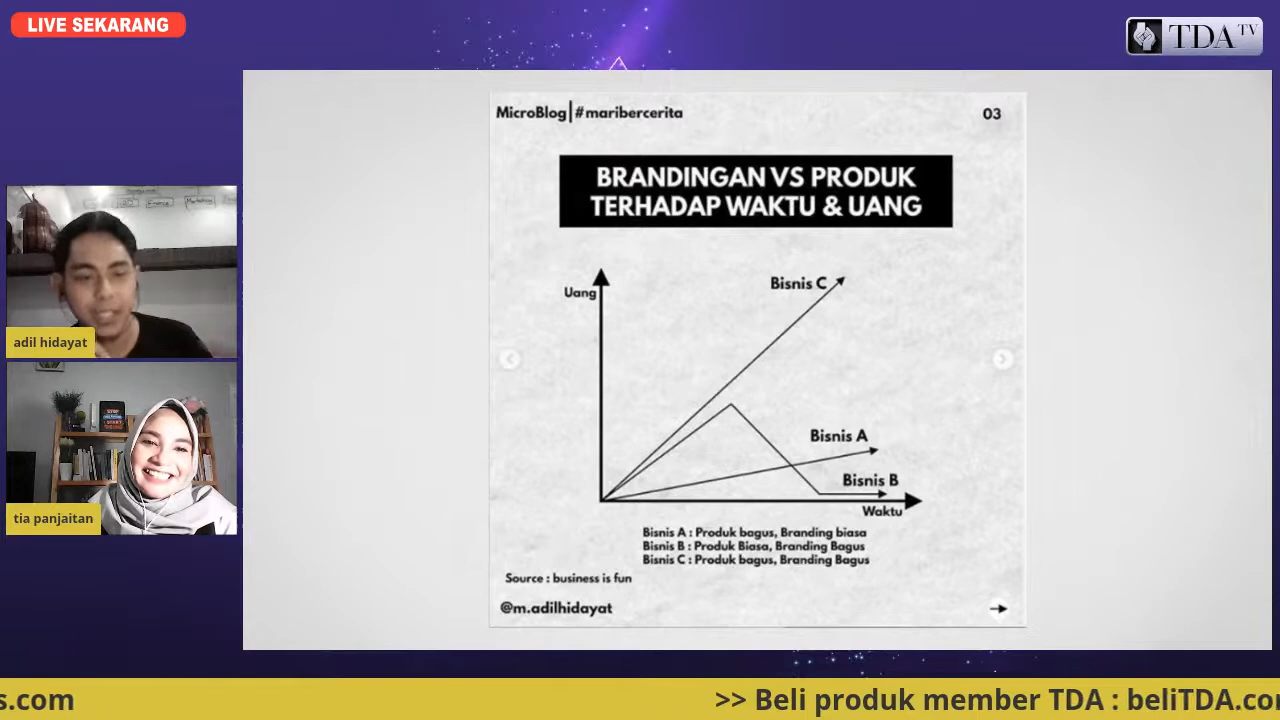 LIVE SEKARANG
TDA TV
MicroBlog|#maribercerita
03
BRANDINGAN VS PRODUK
TERHADAP WAKTU & UANG
Uang
Bisnis C
Bisnis A
Bisnis B
Waktu
Bisnis A : Produk bagus, Branding biasa
Bisnis B : Produk Biasa, Branding Bagus
Bisnis C : Produk bagus, Branding Bagus
Source : business is fun
@m.adilhidayat
adil hidayat
tia panjaitan
s.com
>> Beli produk member TDA : beliTDA.com